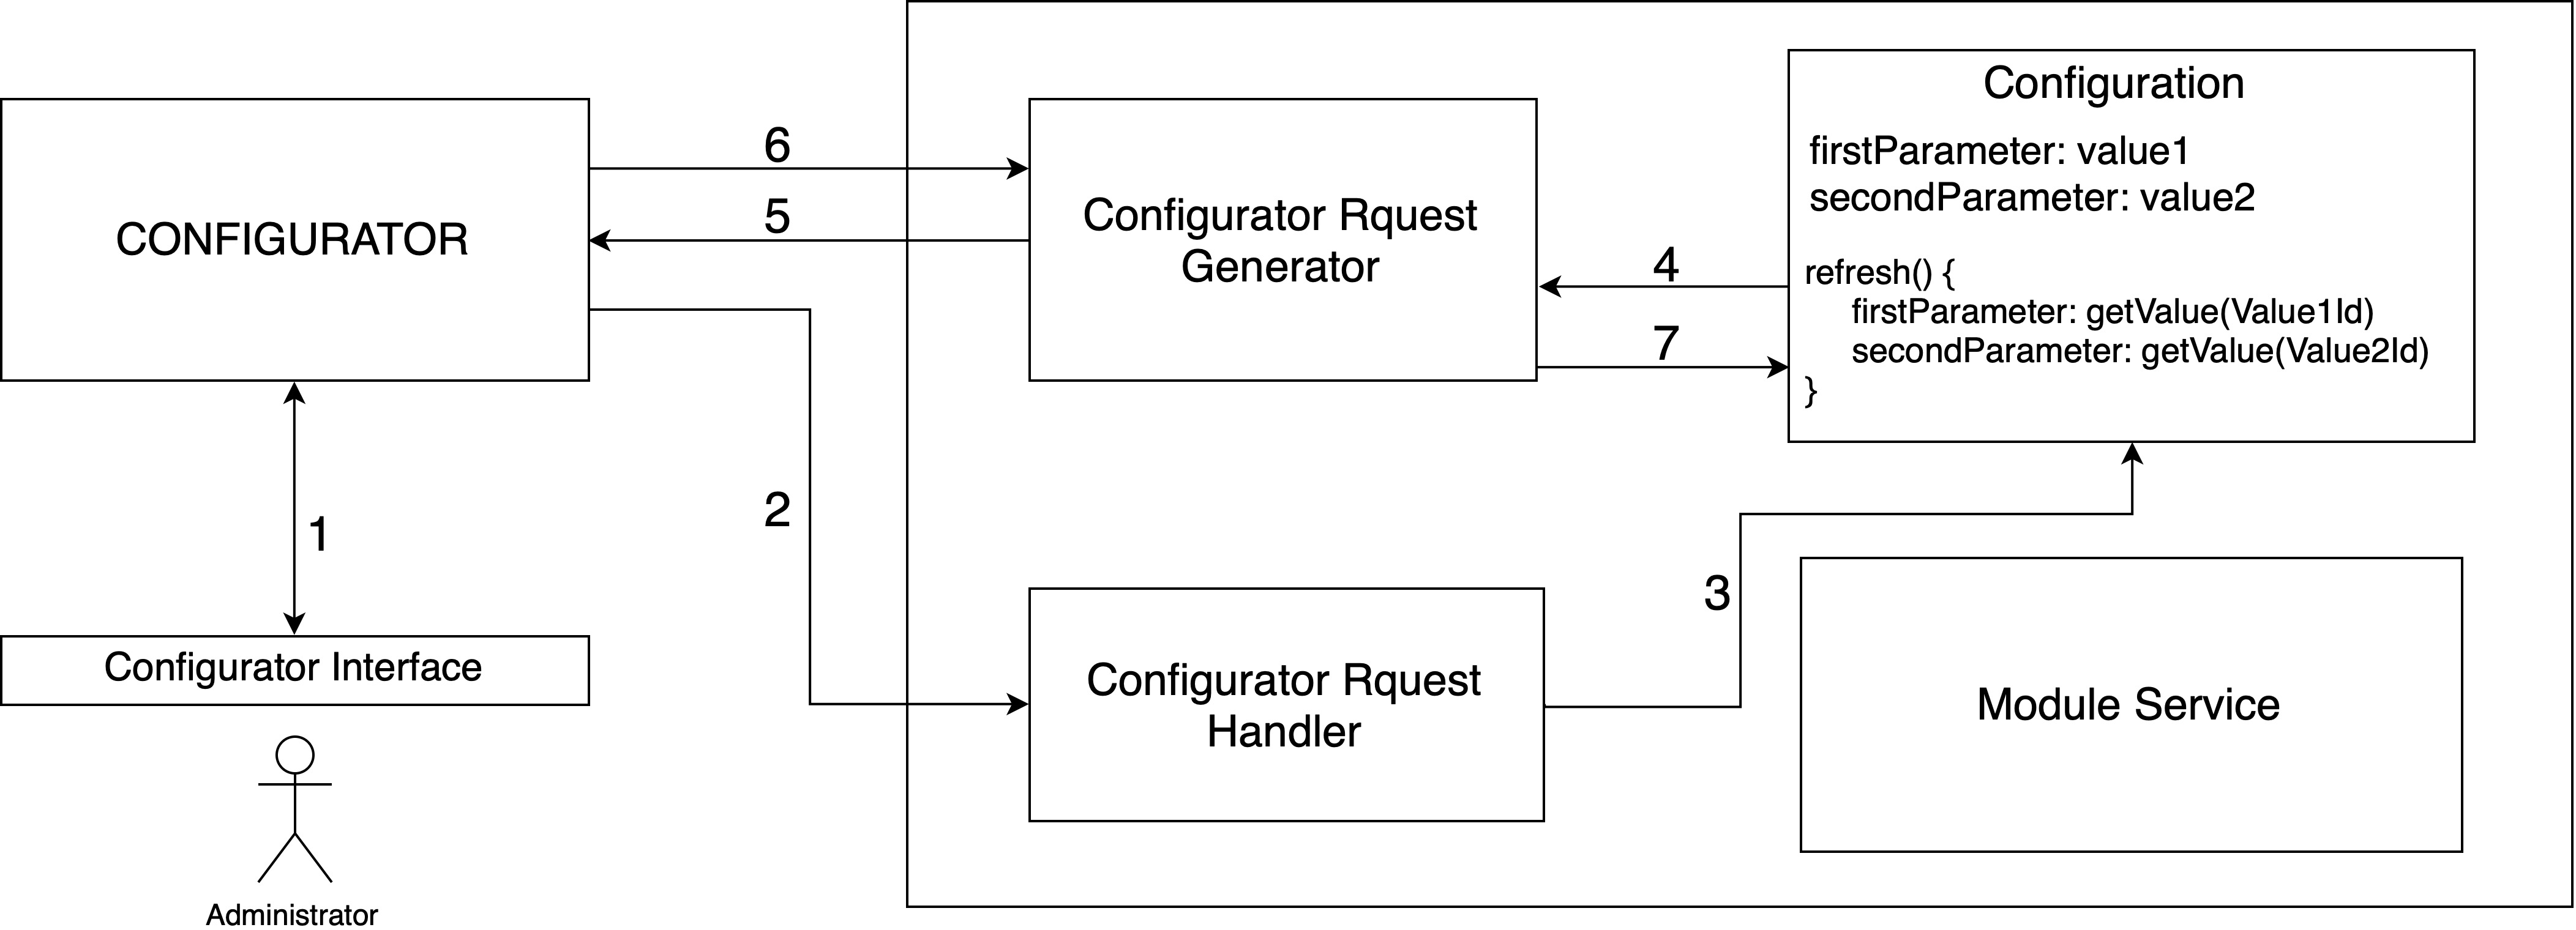 CONFIGURATOR
6
5
Configurator Rquest
Generator
Configuration
firstParameter: value1
secondParameter: value2
refresh() {
firstParameter: getValue(Value1Id)
secondParameter: getValue(Value2Id)
}
4
7
1
2
3
Configurator Interface
Administrator
Configurator Rquest
Handler
Module Service